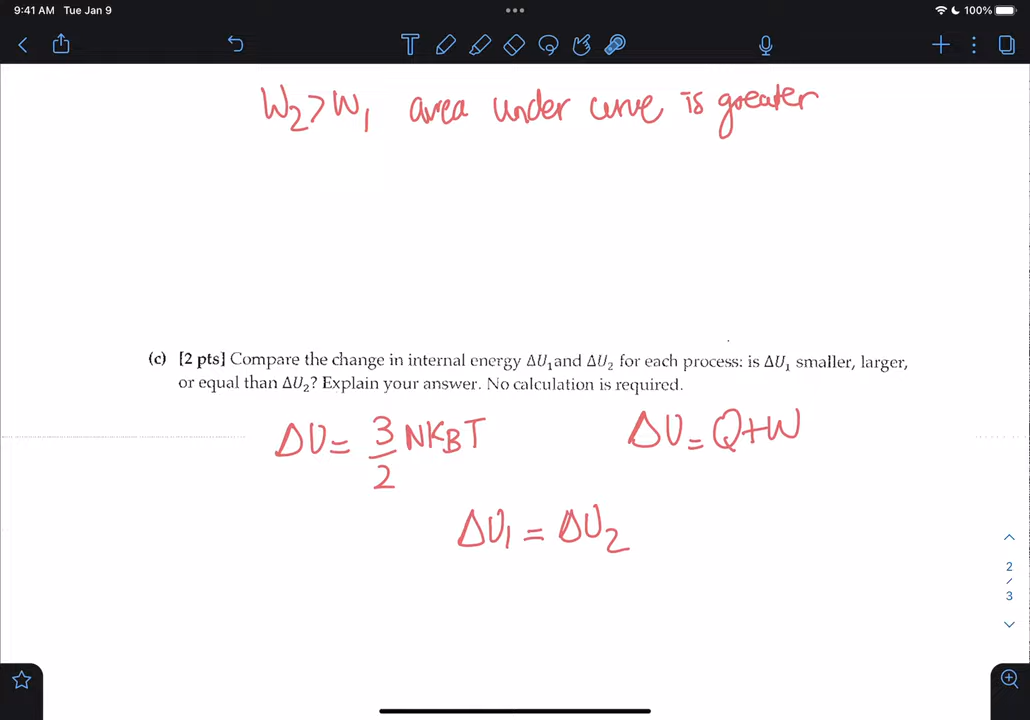 9:41 AM Tue Jan 9
100%
W₂>W₁ area under curve is greater
(c) [2 pts] Compare the change in internal energy ΔU₁and ΔU₂ for each process: is ΔU₁ smaller, larger,
or equal than ΔU₂? Explain your answer. No calculation is required.
ΔU= 3/2 NKBT ΔU=Q+W
ΔU₁ = ΔU₂
2
/
3